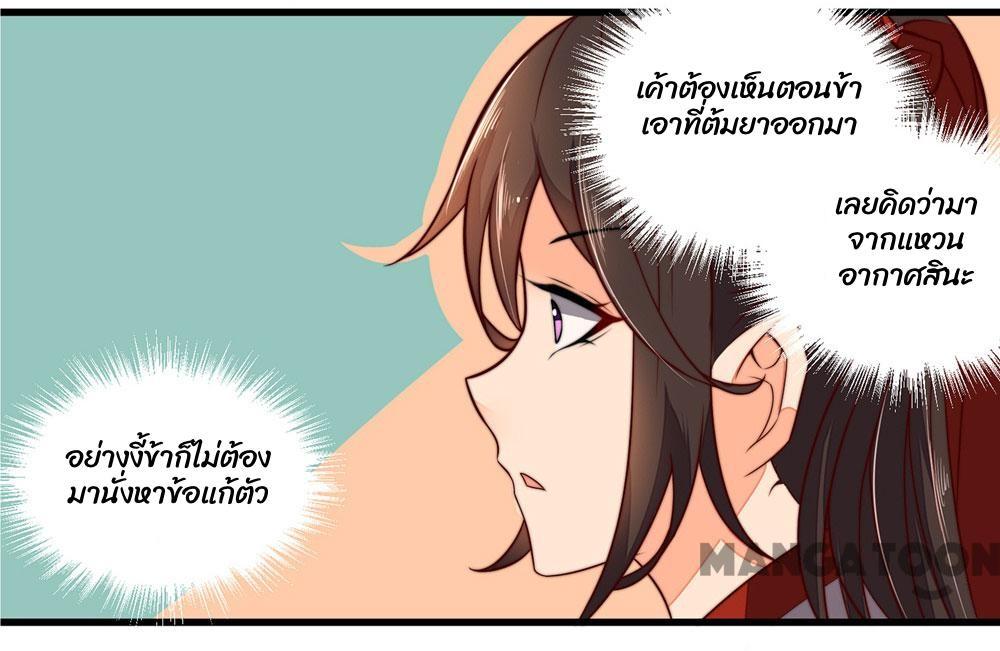 เค้าต้องเห็นตอนข้า
เอาที่ต้มยาออกมา
เลยคิดว่ามา
จากแหวน
อากาศสินะ
อย่างงี้ข้าก็ไม่ต้อง
มานั่งหาข้อแก้ตัว
MANGATOON